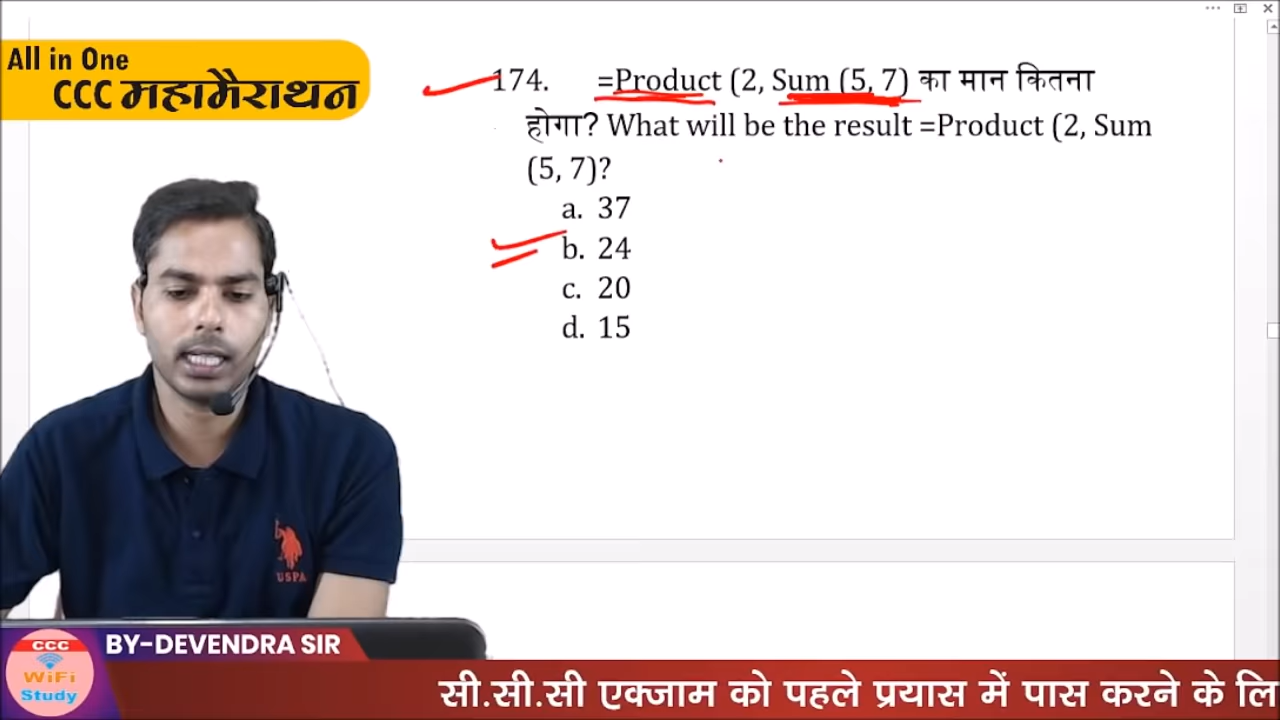 All in One
CCC महामैराथन
174. =Product (2, Sum (5, 7) का मान कितना
होगा? What will be the result =Product (2, Sum
(5, 7)?
a. 37
b. 24
c. 20
d. 15
USPA
CCC
WiFi
Study
BY-DEVENDRA SIR
सी.सी.सी एक्जाम को पहले प्रयास में पास करने के लि